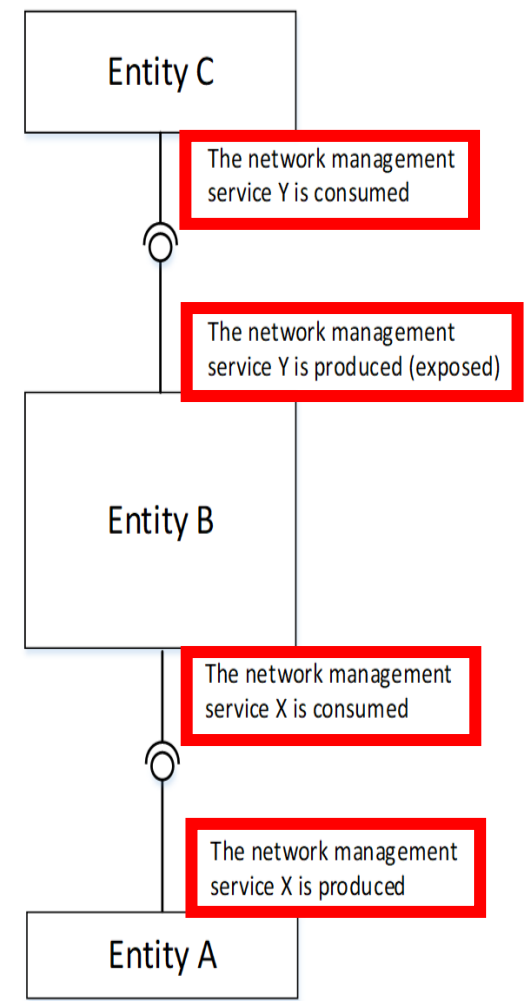 Entity C
The network management
service Y is consumed
The network management
service Y is produced (exposed)
Entity B
The network management
service X is consumed
The network management
service X is produced
Entity A